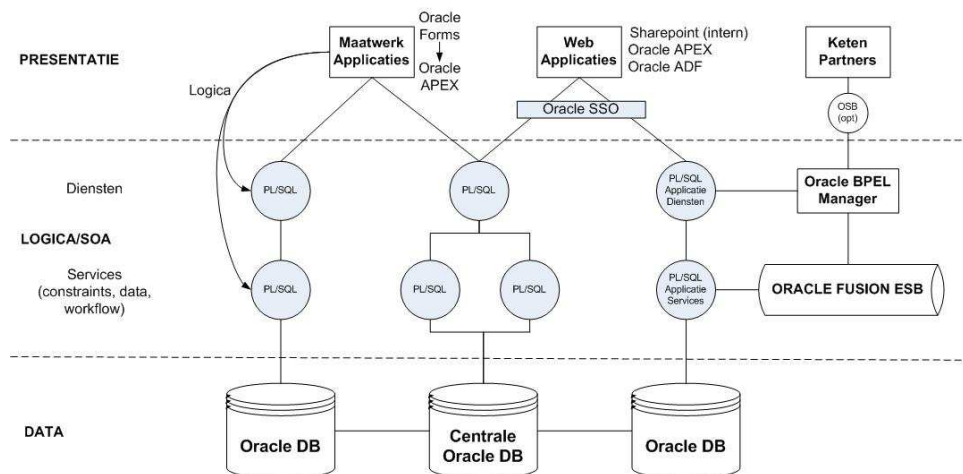 PRESENTATIE
Maatwerk
Applicaties
Oracle
Forms
Oracle
APEX
Web
Applicaties
Sharepoint (intern)
Oracle APEX
Oracle ADF
Keten
Partners
Logica
Oracle SSO
OSB
(opt)
Diensten
PL/SQL
PL/SQL
PL/SQL
Applicatie
Diensten
Oracle BPEL
Manager
LOGICA/SOA
Services
(constraints, data,
workflow)
PL/SQL
PL/SQL
PL/SQL
PL/SQL
Applicatie
Services
ORACLE FUSION ESB
DATA
Oracle DB
Centrale
Oracle DB
Oracle DB